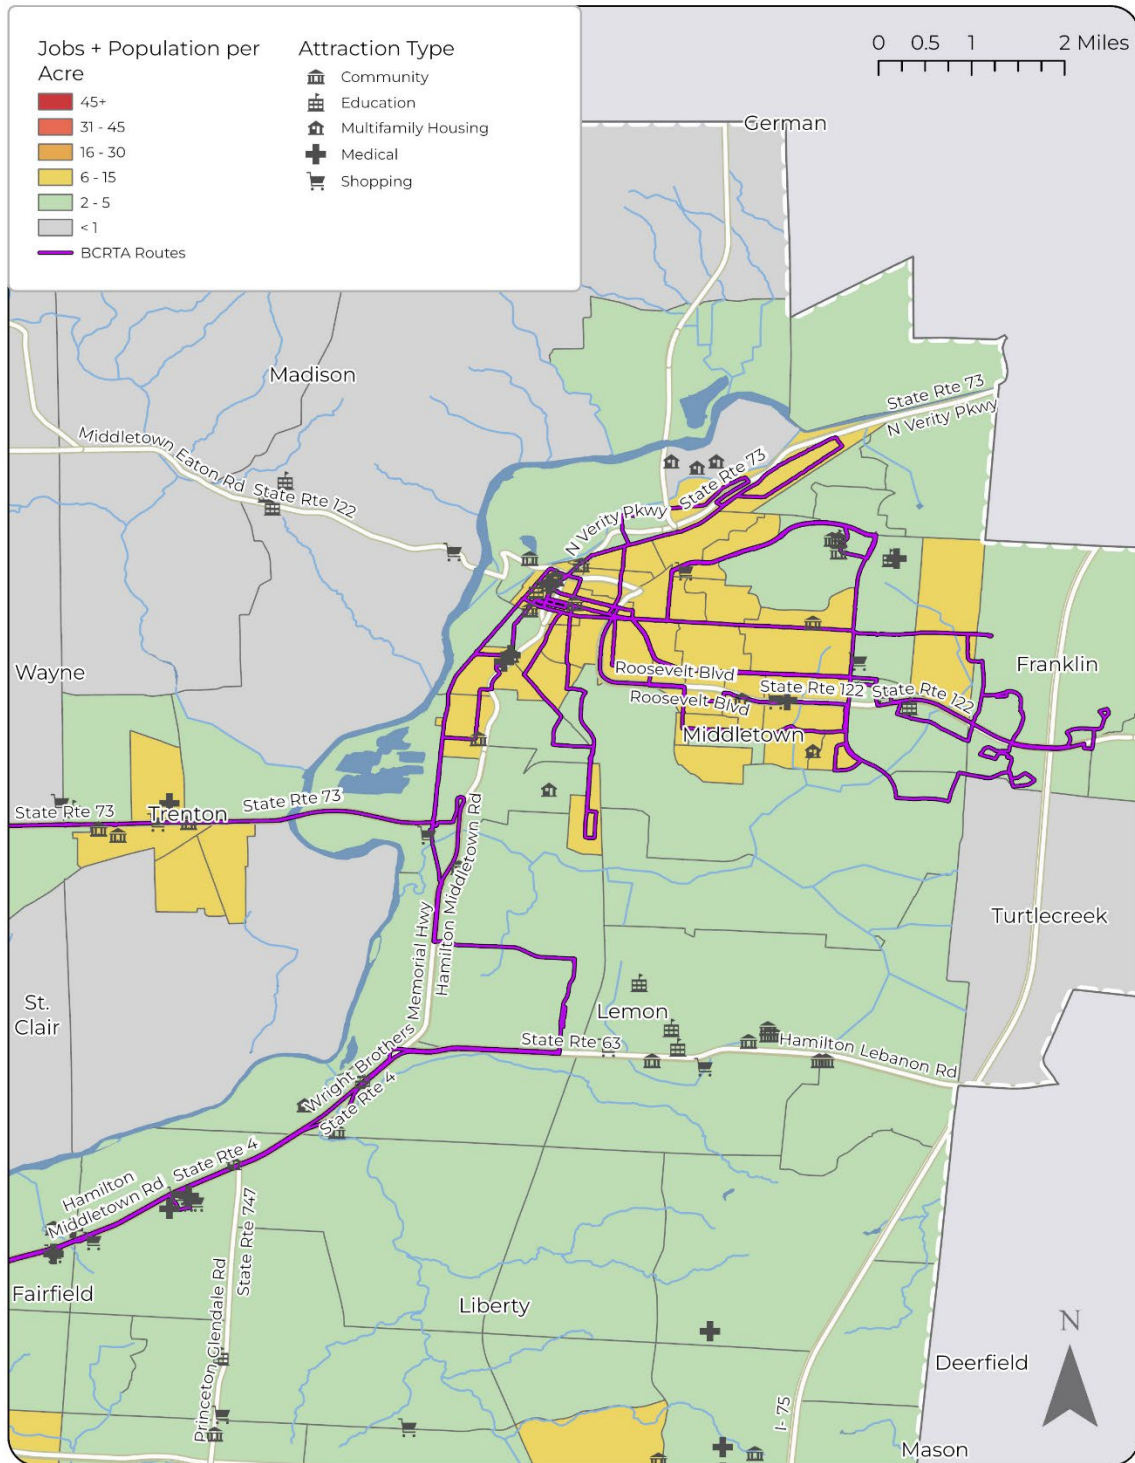 Jobs + Population per
Acre
45+
31 - 45
16 - 30
6 - 15
2 - 5
< 1
BCRTA Routes
Attraction Type
Community
Education
Multifamily Housing
Medical
Shopping
0 0.5 1 2 Miles
German
Madison
State Rte 73
N Verity Pkwy
Middletown Eaton Rd
State Rte 122
State Rte 73
N Verity Pkwy
Wayne
Franklin
Roosevelt Blvd
Roosevelt Blvd
State Rte 122
State Rte 122
Middletown
State Rte 73
Trenton
State Rte 73
Hamilton Middletown Rd
Turtlecreek
St.
Clair
Lemon
State Rte 63
Hamilton Lebanon Rd
Wright Brothers Memorial Hwy
State Rte 4
State Rte 4
Hamilton
Middletown Rd
State Rte 747
Princeton Glendale Rd
Fairfield
Liberty
N
Deerfield
I- 75
Mason